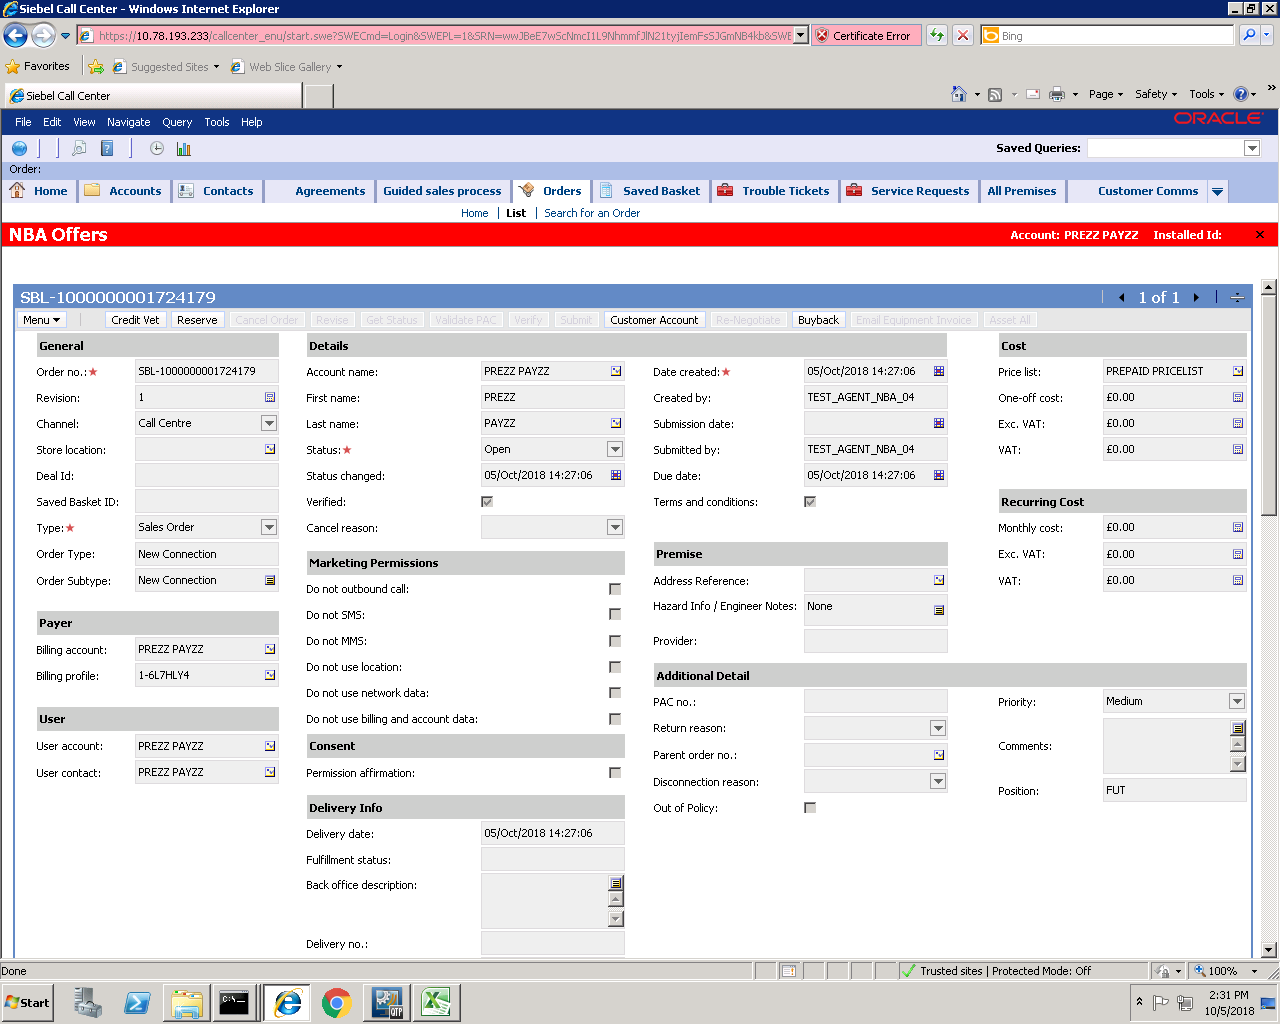 Siebel Call Center - Windows Internet Explorer
https://10.78.193.233/callcenter_enu/start.swe?SWECmd=Login&SWEPL=1&SRN=
Certificate Error
Bing
Favorites
Suggested Sites
Web Slice Gallery
Siebel Call Center
Page
Safety
Tools
»
File Edit View Navigate Query Tools Help
ORACLE
Saved Queries:
Order:
Home Accounts Contacts Agreements Guided sales process Orders Saved Basket Trouble Tickets Service Requests All Premises Customer Comms
Home | List | Search for an Order
NBA Offers
Account: PREZZ PAYZZ Installed Id:
SBL-1000000001724179
1 of 1
Menu Credit Vet Reserve Cancel Order Revise Get Status Validate PAC Verify Submit Customer Account Re-Negotiate Buyback Email Equipment Invoice Asset All
General
Order no.:★ SBL-1000000001724179
Revision: 1
Channel: Call Centre
Store location:
Deal Id:
Saved Basket ID:
Type:★ Sales Order
Order Type: New Connection
Order Subtype: New Connection
Payer
Billing account: PREZZ PAYZZ
Billing profile: 1-6L7HLY4
User
User account: PREZZ PAYZZ
User contact: PREZZ PAYZZ
Details
Account name: PREZZ PAYZZ
First name: PREZZ
Last name: PAYZZ
Status:★ Open
Status changed: 05/Oct/2018 14:27:06
Verified:
Cancel reason:
Marketing Permissions
Do not outbound call:
Do not SMS:
Do not MMS:
Do not use location:
Do not use network data:
Do not use billing and account data:
Consent
Permission affirmation:
Delivery Info
Delivery date: 05/Oct/2018 14:27:06
Fulfillment status:
Back office description:
Delivery no.:
Date created:★ 05/Oct/2018 14:27:06
Created by: TEST_AGENT_NBA_04
Submission date:
Submitted by: TEST_AGENT_NBA_04
Due date: 05/Oct/2018 14:27:06
Terms and conditions:
Premise
Address Reference:
Hazard Info / Engineer Notes: None
Provider:
Additional Detail
PAC no.:
Return reason:
Parent order no.:
Disconnection reason:
Out of Policy:
Priority: Medium
Comments:
Position: FUT
Cost
Price list: PREPAID PRICELIST
One-off cost: £0.00
Exc. VAT: £0.00
VAT: £0.00
Recurring Cost
Monthly cost: £0.00
Exc. VAT: £0.00
VAT: £0.00
Done
Trusted sites | Protected Mode: Off
100%
Start
C:\
QTP
2:31 PM
10/5/2018